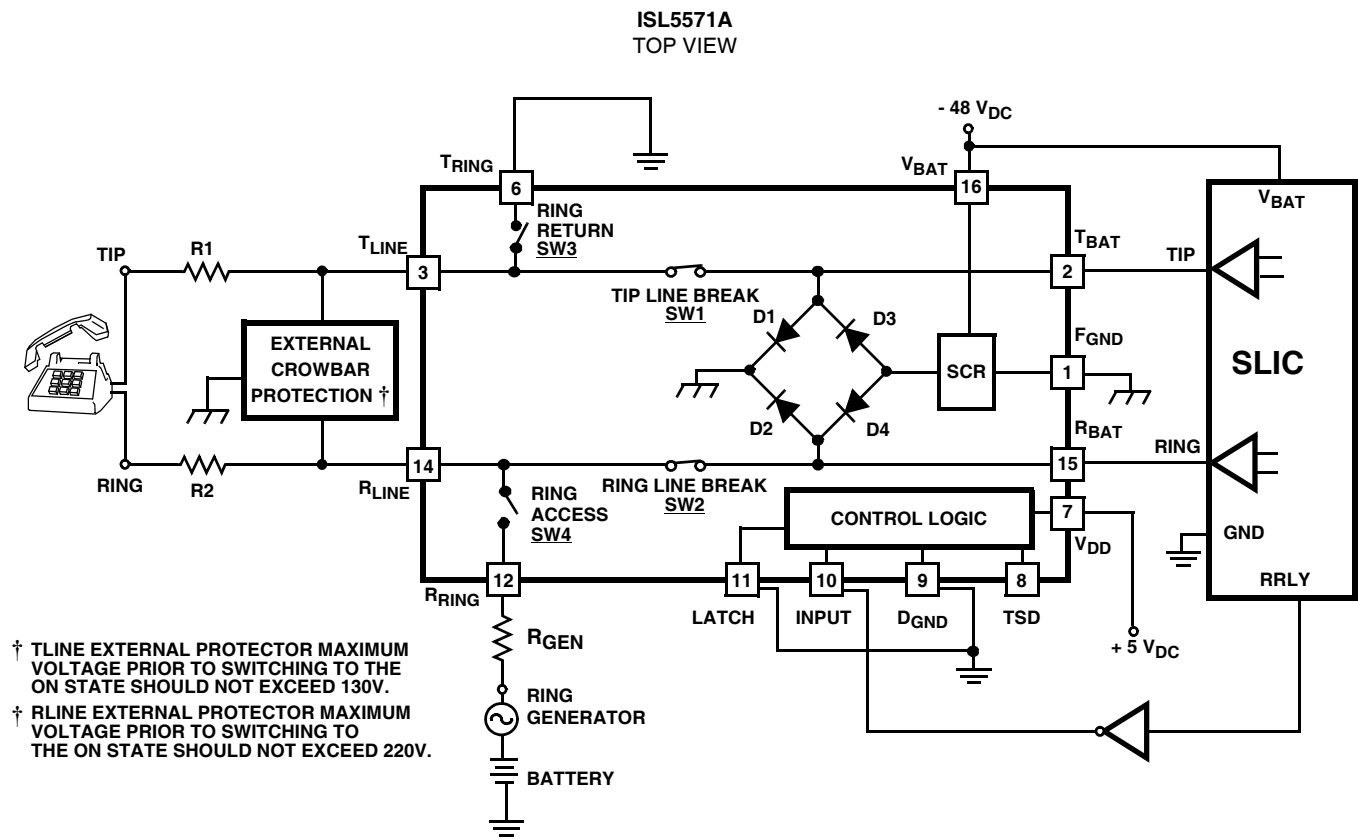 ISL5571A
TOP VIEW
- 48 VDC
TRING
6
VBAT
16
VBAT
RING
RETURN
SW3
TIP
R1
TLINE
3
TBAT
2
TIP
TIP LINE BREAK
SW1
D1
D3
FGND
1
EXTERNAL
CROWBAR
PROTECTION †
SCR
SLIC
D2
D4
RBAT
15
RING
RING
R2
14
RLINE
RING
ACCESS
SW4
RING LINE BREAK
SW2
CONTROL LOGIC
7
VDD
GND
RRLY
12
RRING
11
10
9
8
LATCH
INPUT
DGND
TSD
RGEN
+ 5 VDC
RING
GENERATOR
BATTERY
† TLINE EXTERNAL PROTECTOR MAXIMUM
VOLTAGE PRIOR TO SWITCHING TO THE
ON STATE SHOULD NOT EXCEED 130V.
† RLINE EXTERNAL PROTECTOR MAXIMUM
VOLTAGE PRIOR TO SWITCHING TO
THE ON STATE SHOULD NOT EXCEED 220V.